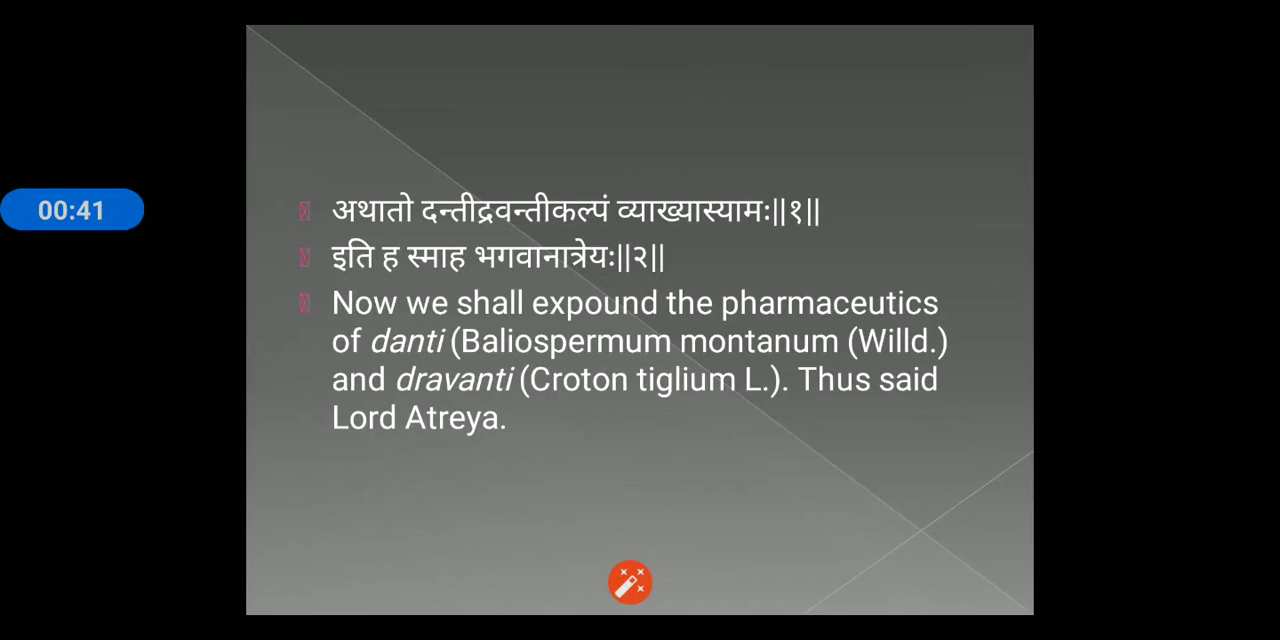 00:41
अथातो दन्तीद्रवन्तीकल्पं व्याख्यास्यामः||१||
इति ह स्माह भगवानात्रेयः||२||
Now we shall expound the pharmaceutics
of danti (Baliospermum montanum (Willd.)
and dravanti (Croton tiglium L.). Thus said
Lord Atreya.